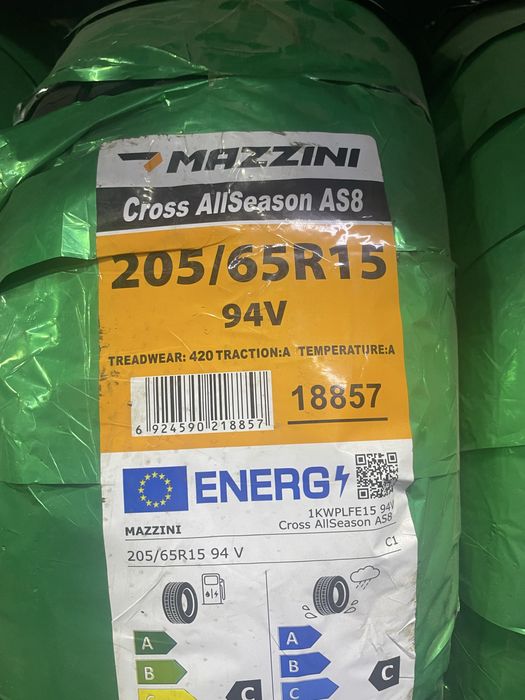 MAZZINI
Cross AllSeason AS8
205/65R15
94V
TREADWEAR: 420 TRACTION:A TEMPERATURE:A
6 924590 218857
18857
ENERG
MAZZINI
1KWPLFE15 94V
Cross AllSeason AS8
205/65R15 94 V
C1
A
A
B
B
C
C
C
C